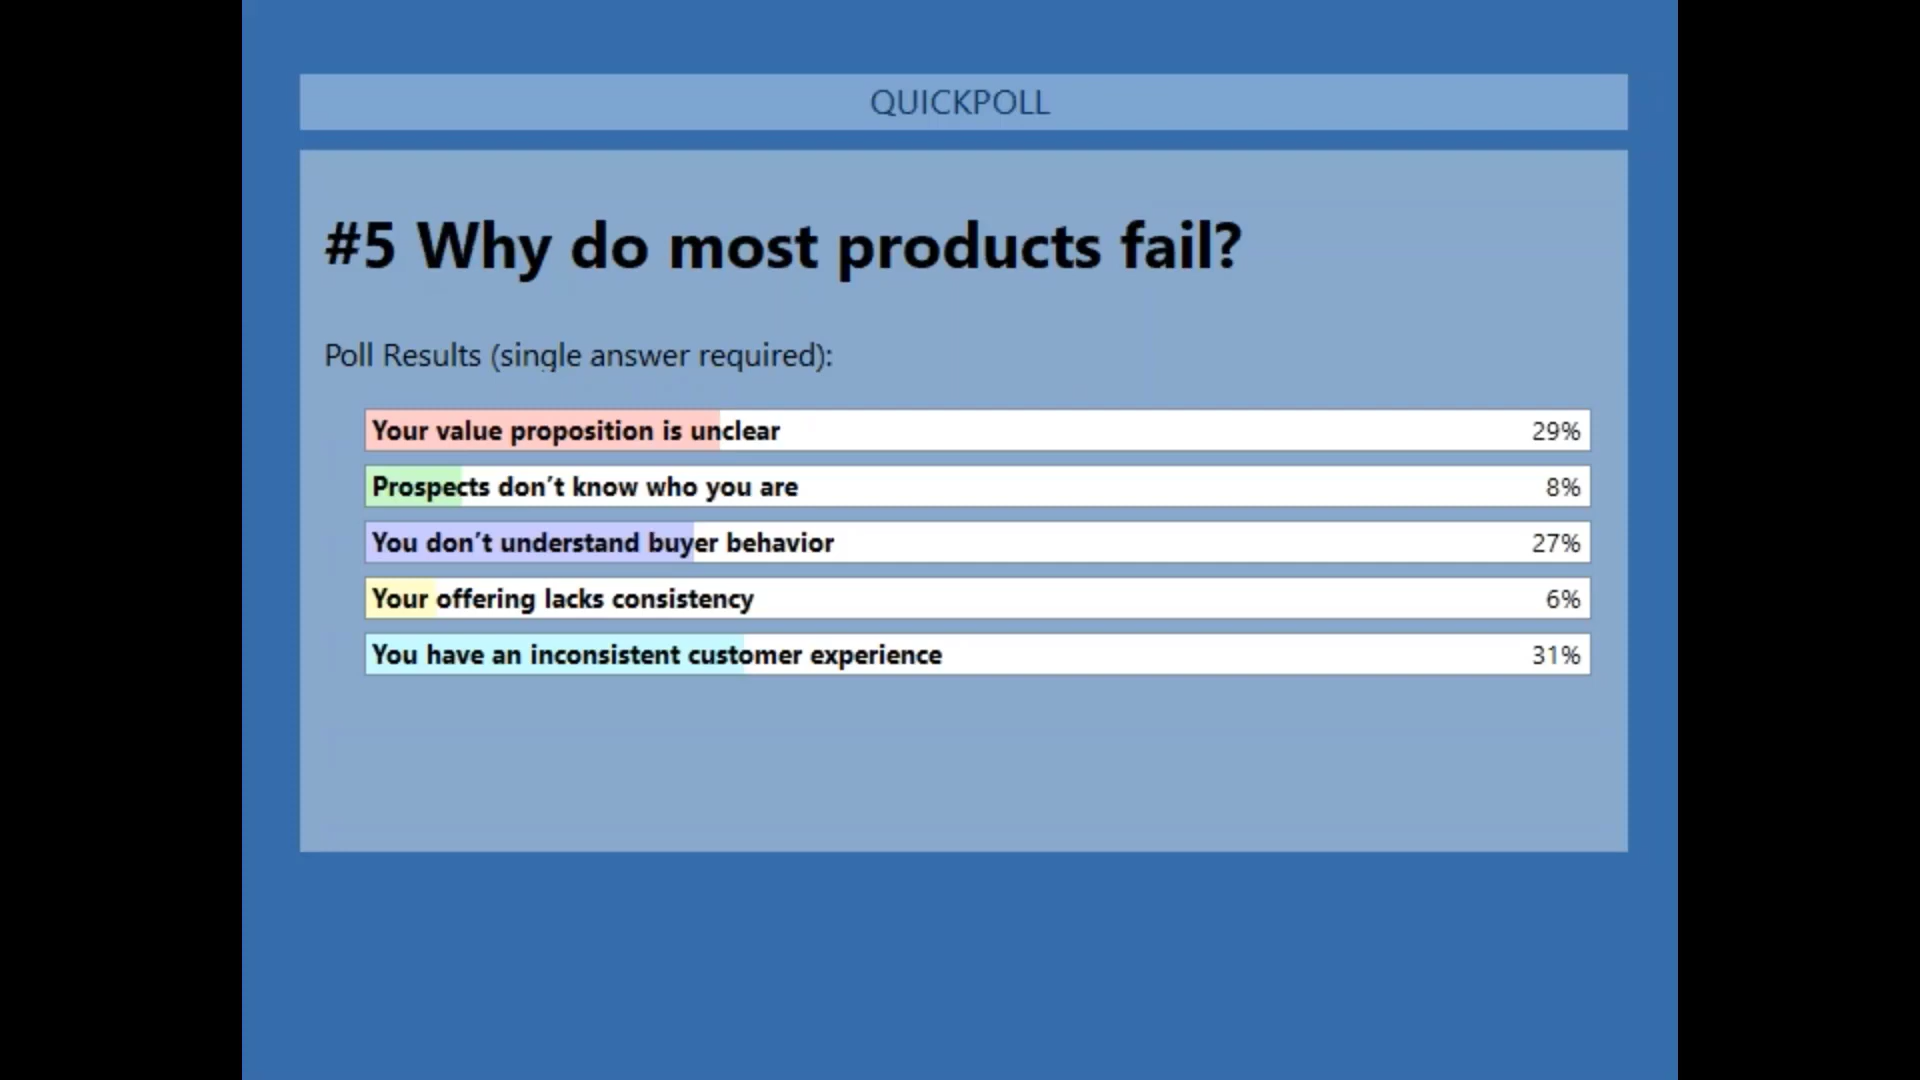 QUICKPOLL
#5 Why do most products fail?
Poll Results (single answer required):
Your value proposition is unclear 29%
Prospects don’t know who you are 8%
You don’t understand buyer behavior 27%
Your offering lacks consistency 6%
You have an inconsistent customer experience 31%